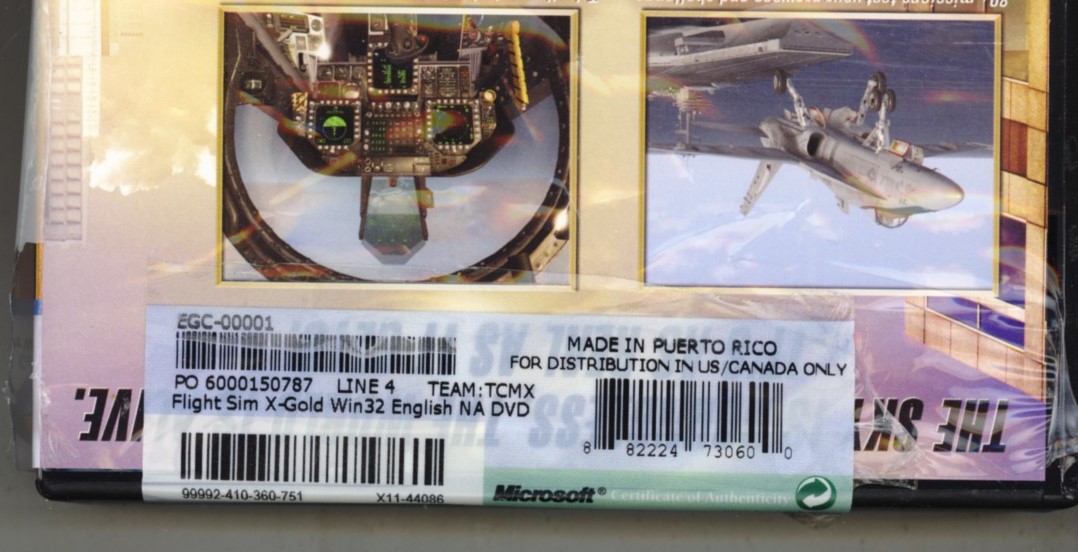 EGC-00001
PO 6000150787 LINE 4 TEAM:TCMX
Flight Sim X-Gold Win32 English NA DVD
99992-410-360-751 X11-44086
MADE IN PUERTO RICO
FOR DISTRIBUTION IN US/CANADA ONLY
8 82224 73060 0
Microsoft® Certificate of Authenticity
THE SKY